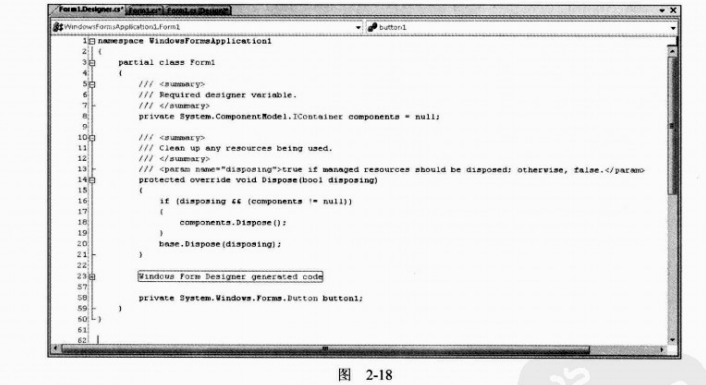 Form1.Designer.cs* Form1.cs* Form1.cs [Design]*
WindowsFormsApplication1.Form1 button1
1 namespace WindowsFormsApplication1
2 {
3 partial class Form1
4 {
5 /// <summary>
6 /// Required designer variable.
7 /// </summary>
8 private System.ComponentModel.IContainer components = null;
9
10 /// <summary>
11 /// Clean up any resources being used.
12 /// </summary>
13 /// <param name="disposing">true if managed resources should be disposed; otherwise, false.</param>
14 protected override void Dispose(bool disposing)
15 {
16 if (disposing && (components != null))
17 {
18 components.Dispose();
19 }
20 base.Dispose(disposing);
21 }
22
23 Windows Form Designer generated code
57
58 private System.Windows.Forms.Button button1;
59 }
60 }
61
62
图 2-18